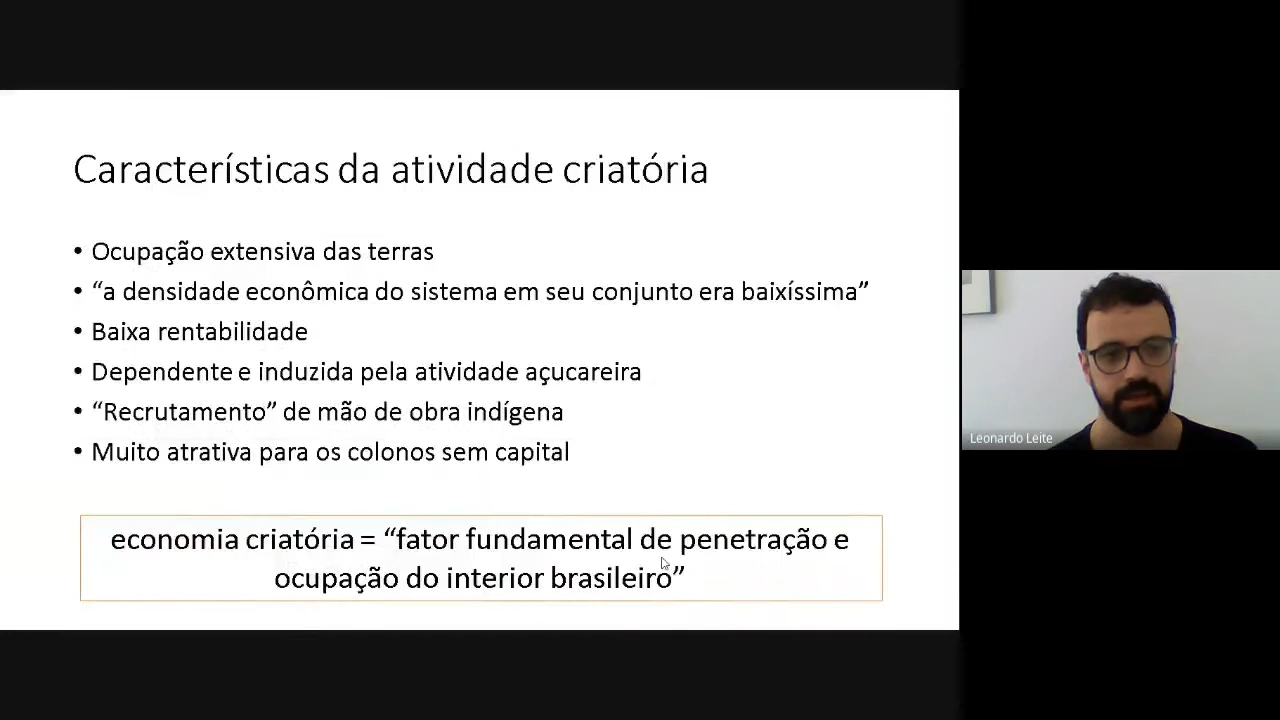 Características da atividade criatória
• Ocupação extensiva das terras
• “a densidade econômica do sistema em seu conjunto era baixíssima”
• Baixa rentabilidade
• Dependente e induzida pela atividade açucareira
• “Recrutamento” de mão de obra indígena
• Muito atrativa para os colonos sem capital
economia criatória = “fator fundamental de penetração e
ocupação do interior brasileiro”
Leonardo Leite